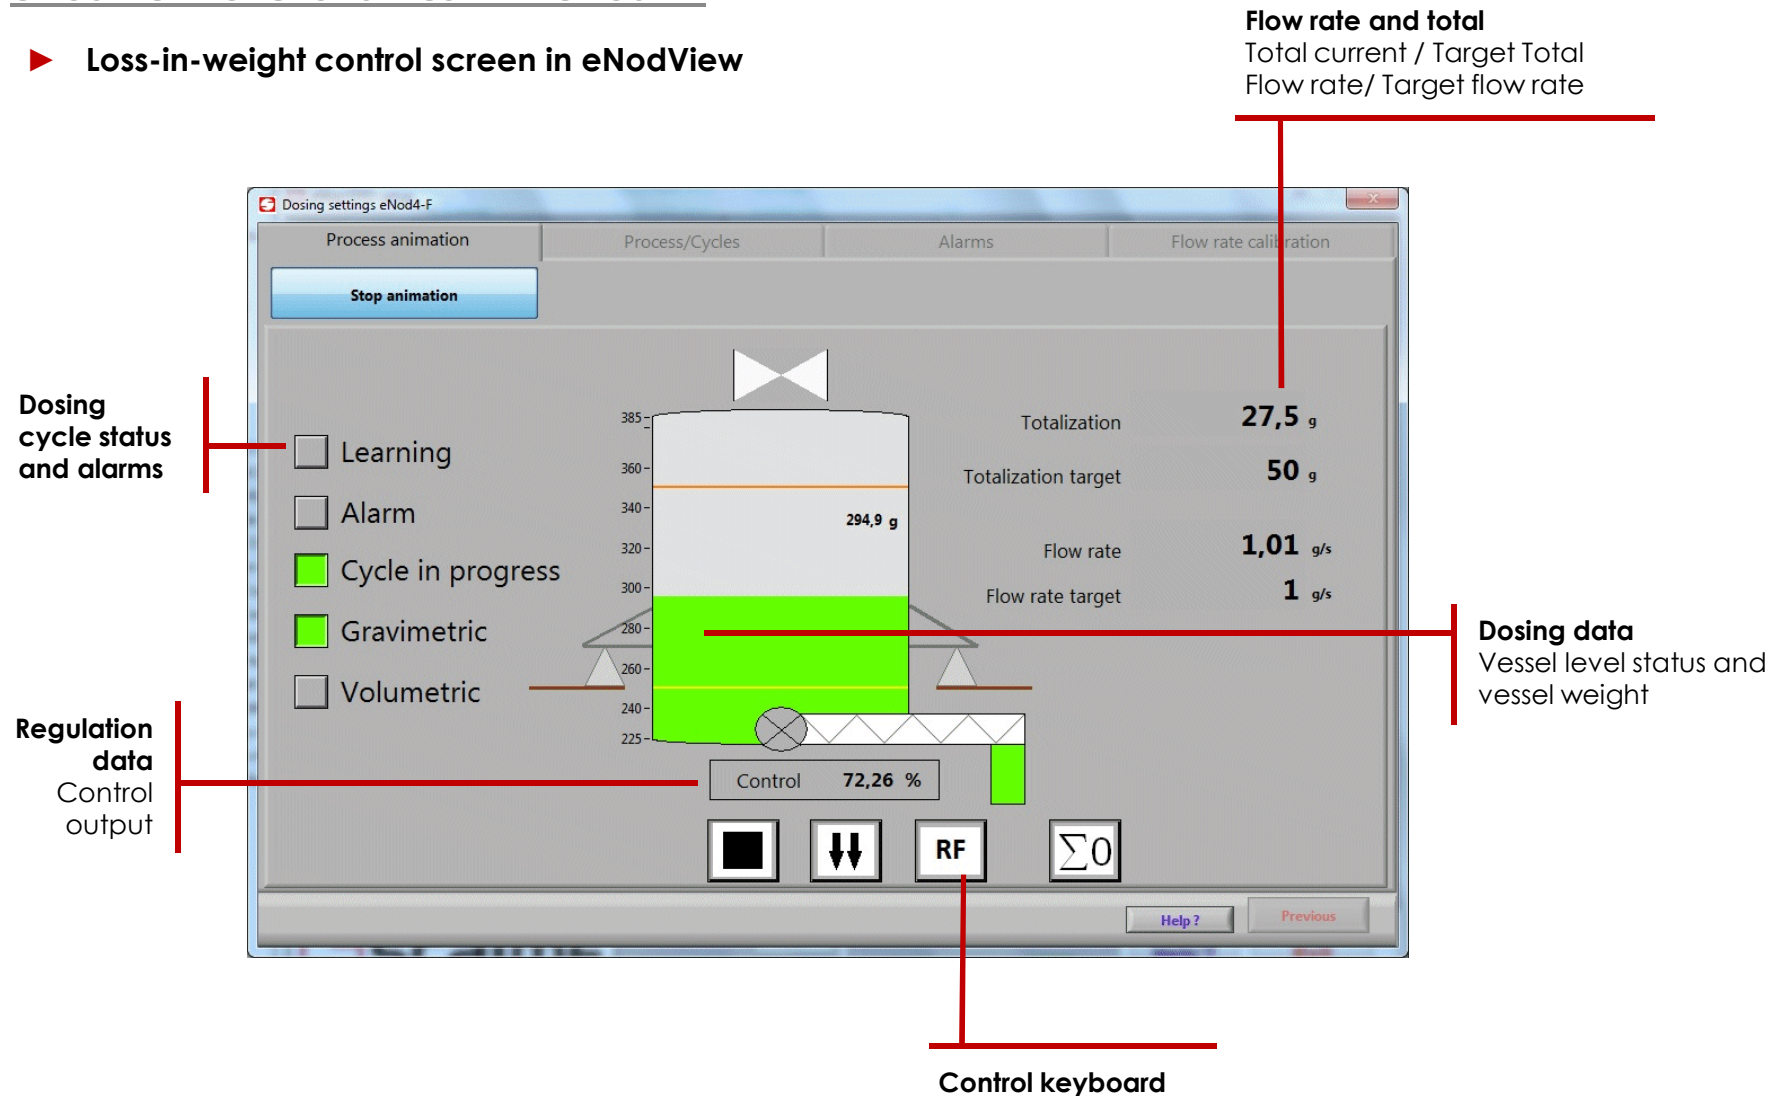 ► Loss-in-weight control screen in eNodView
Flow rate and total
Total current / Target Total
Flow rate/ Target flow rate
Dosing settings eNod4-F
Process animation
Process/Cycles
Alarms
Flow rate calibration
Stop animation
Dosing
cycle status
and alarms
Learning
Alarm
Cycle in progress
Gravimetric
Volumetric
385
360
340
320
300
280
260
240
225
294,9 g
Totalization 27,5 g
Totalization target 50 g
Flow rate 1,01 g/s
Flow rate target 1 g/s
Dosing data
Vessel level status and
vessel weight
Regulation
data
Control
output
Control 72,26 %
RF
∑0
Help ?
Previous
Control keyboard